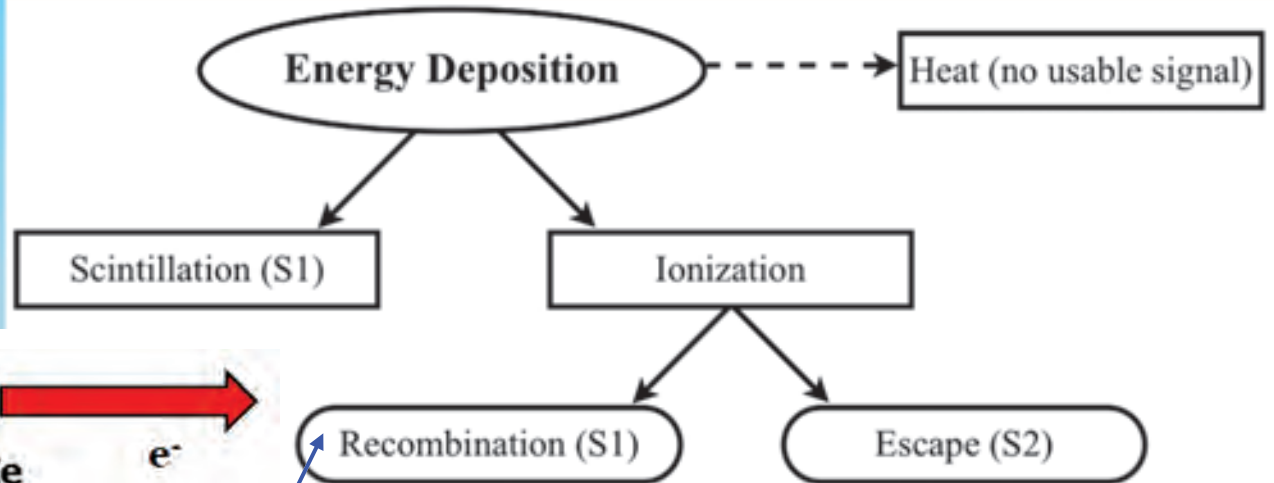 Energy Deposition
Heat (no usable signal)
Scintillation (S1)
Ionization
Recombination (S1)
Escape (S2)
e
e⁻